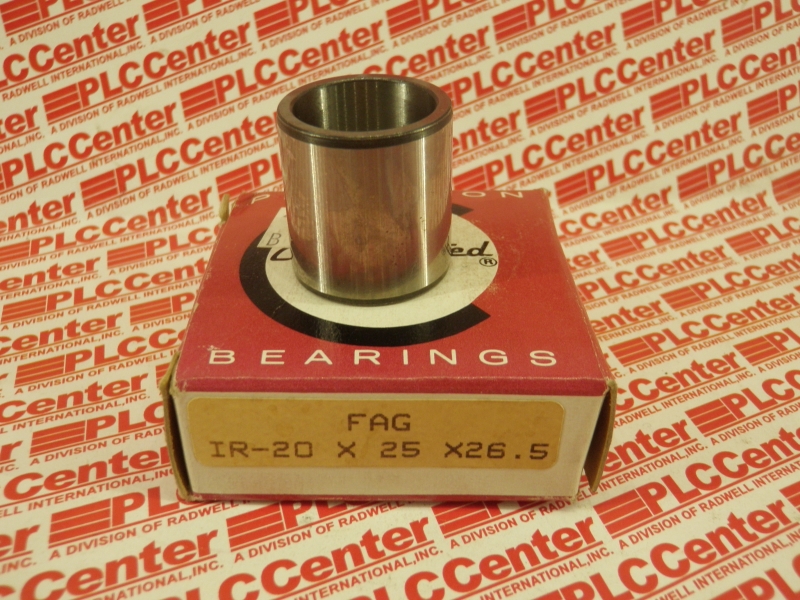 BEARINGS
FAG
IR-20 X 25 X26.5
PLCCenter
A DIVISION OF RADWELL INTERNATIONAL, INC.